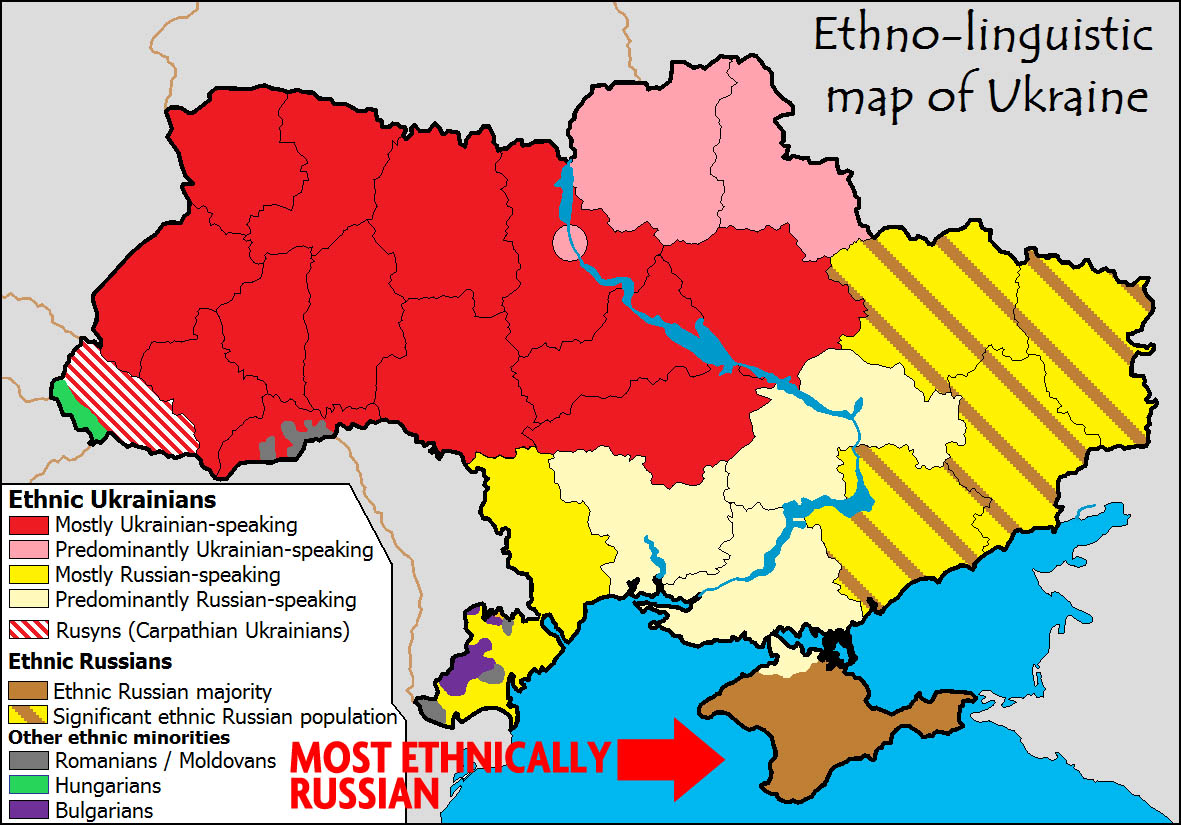 Ethno-linguistic
map of Ukraine
Ethnic Ukrainians
Mostly Ukrainian-speaking
Predominantly Ukrainian-speaking
Mostly Russian-speaking
Predominantly Russian-speaking
Rusyns (Carpathian Ukrainians)
Ethnic Russians
Ethnic Russian majority
Significant ethnic Russian population
Other ethnic minorities
Romanians / Moldovans
Hungarians
Bulgarians
MOST ETHNICALLY
RUSSIAN